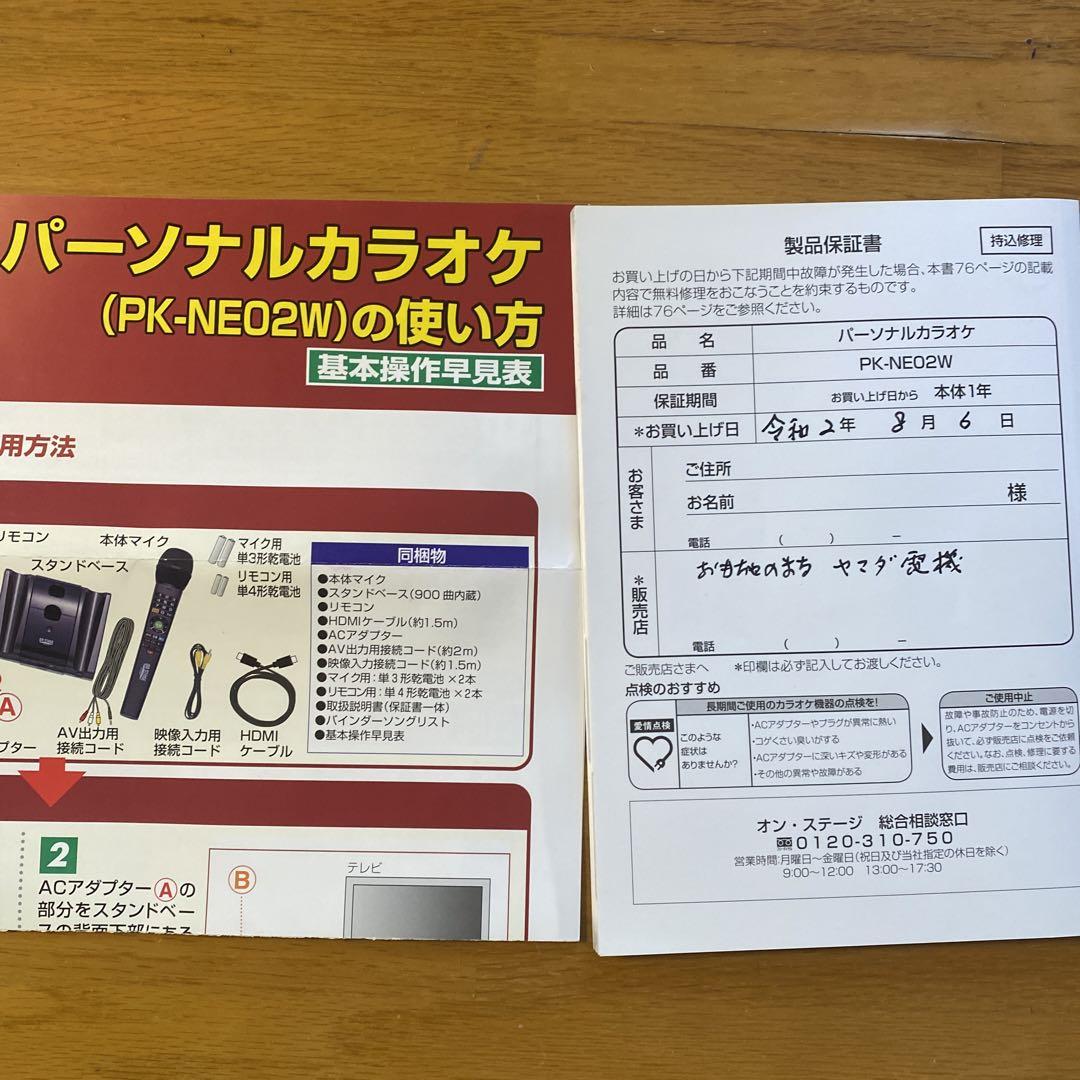 パーソナルカラオケ
(PK-NE02W)の使い方
基本操作早見表
用方法
リモコン
本体マイク
スタンドベース
マイク用
単3形乾電池
リモコン用
単4形乾電池
同梱物
●本体マイク
●スタンドベース(900曲内蔵)
●リモコン
●HDMIケーブル(約1.5m)
●ACアダプター
●AV出力用接続コード(約2m)
●映像入力接続コード(約1.5m)
●マイク用:単3形乾電池×2本
●リモコン用:単4形乾電池×2本
●取扱説明書(保証書一体)
●バインダーソングリスト
●基本操作早見表
A
プター
AV出力用
接続コード
映像入力用
接続コード
HDMI
ケーブル
2
ACアダプターAの
部分をスタンドベー
スの背面下部にある
B
テレビ
製品保証書
持込修理
お買い上げの日から下記期間中故障が発生した場合、本書76ページの記載
内容で無料修理をおこなうことを約束するものです。
詳細は76ページをご参照ください。
品名 パーソナルカラオケ
品番 PK-NE02W
保証期間 お買い上げ日から 本体1年
*お買い上げ日 令和2年 8月 6日
お客さま
ご住所
お名前 様
電話 ( ) −
*販売店
おもちゃのまち ヤマダ電機
電話 ( ) −
ご販売店さまへ *印欄は必ず記入してお渡しください。
点検のおすすめ
長期間ご使用のカラオケ機器の点検を!
愛情点検
このような
症状は
ありませんか?
・ACアダプターやプラグが異常に熱い
・コゲくさい臭いがする
・ACアダプターに深いキズや変形がある
・その他の異常や故障がある
ご使用中止
故障や事故防止のため、電源を切
り、ACアダプターをコンセントから
抜いて、必ず販売店に点検をご依頼
ください。なお、点検、修理に要する
費用は、販売店にご相談ください。
オン・ステージ 総合相談窓口
0120-310-750
営業時間:月曜日〜金曜日(祝日及び当社指定の休日を除く)
9:00〜12:00 13:00〜17:30